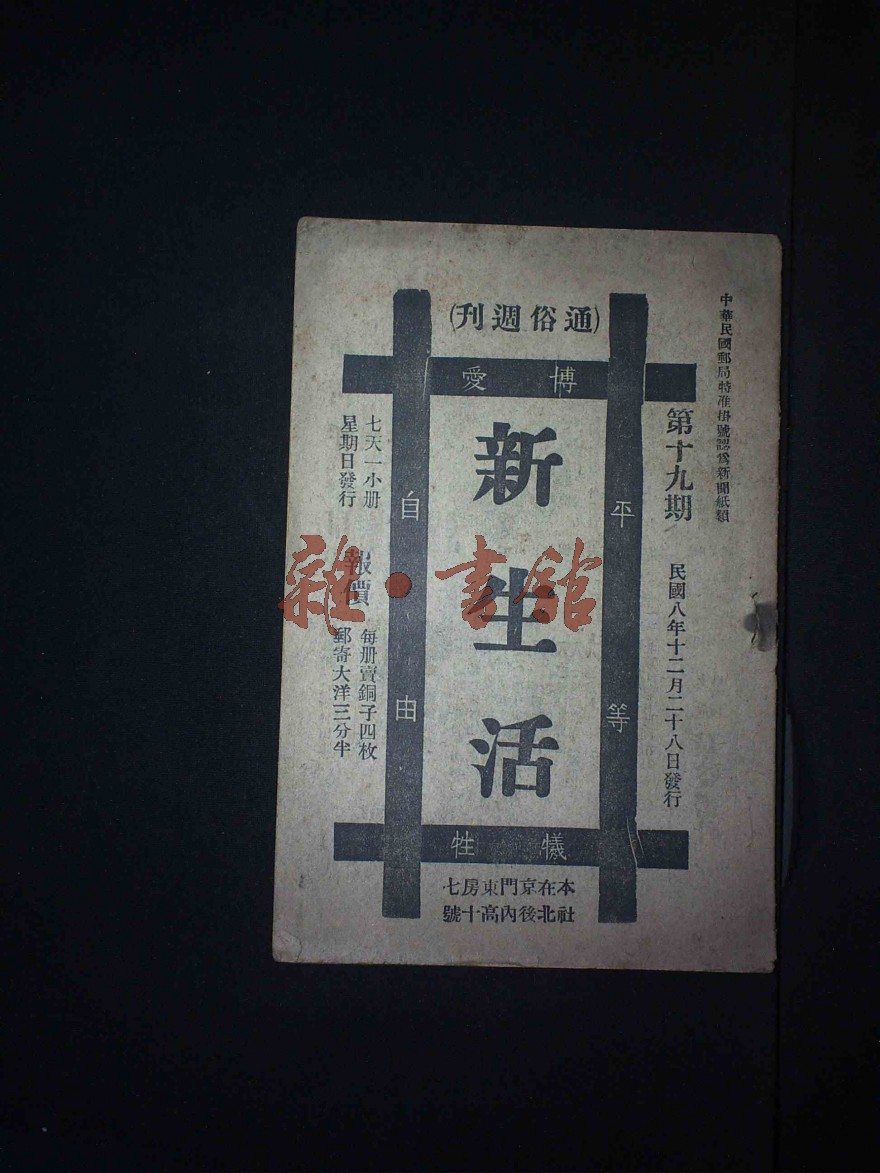 中華民國郵局特准掛號認爲新聞紙類
(通俗週刊)
博愛
第十九期
民國八年十二月二十八日發行
平等
新生活
自由
犧牲
七天一小册
星期日發行
報價
每册賣銅子四枚
郵寄大洋三分半
本社在北京後門內東高房十七號
雜·書館